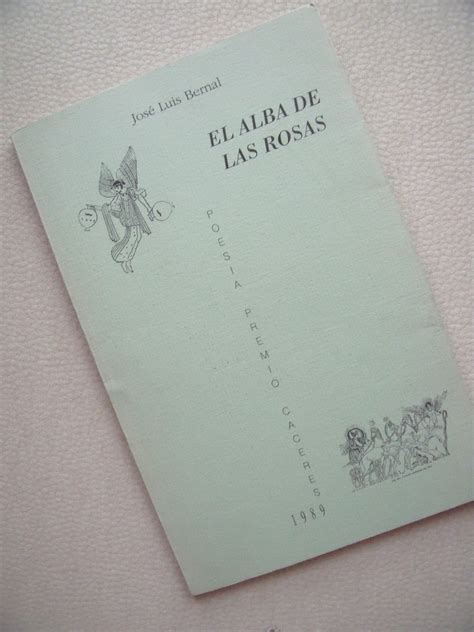 José Luis Bernal
EL ALBA DE
LAS ROSAS
POESIA PREMIO CACERES
1989